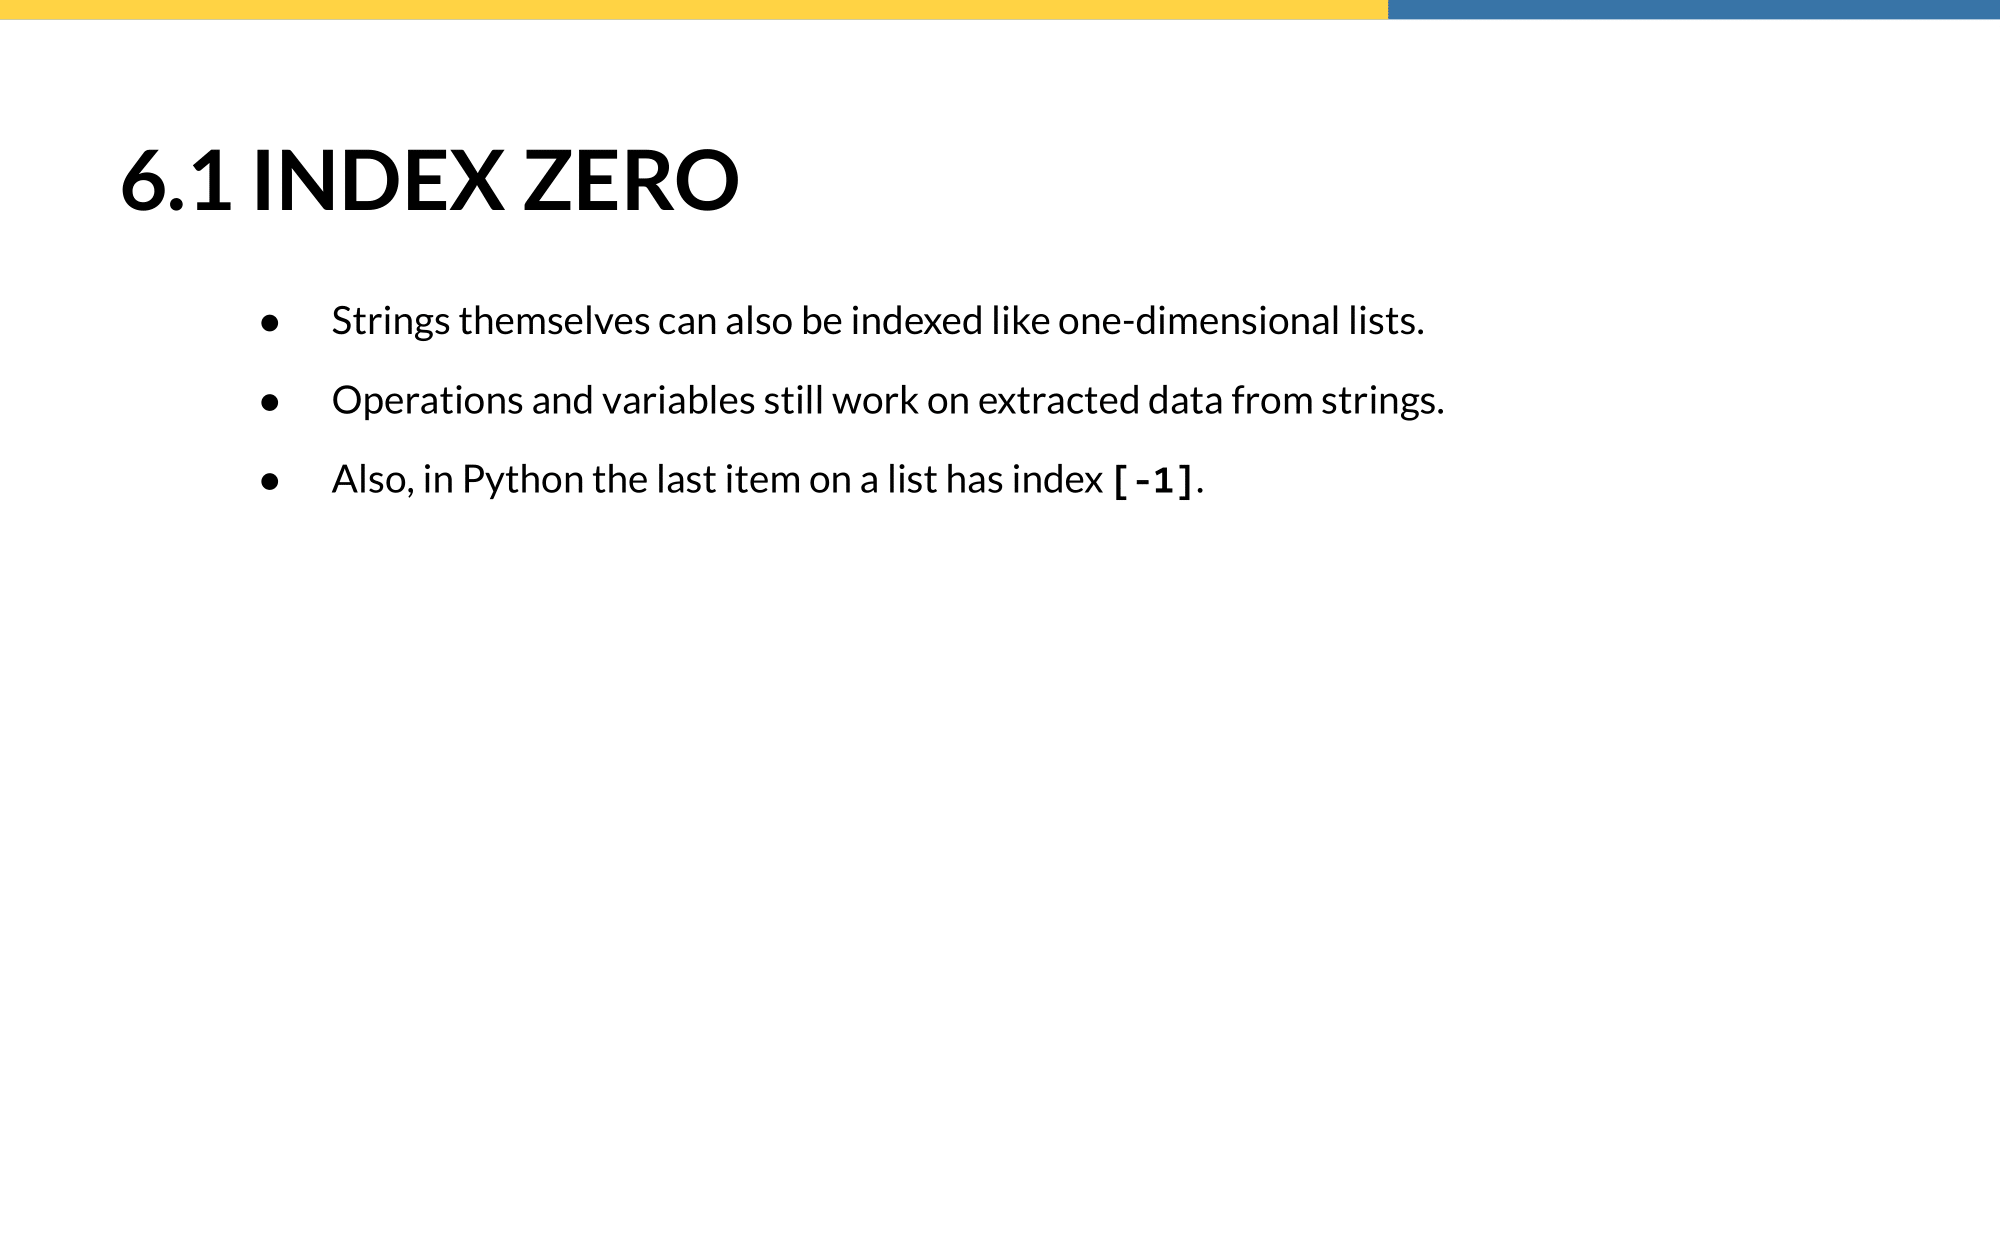 6.1 INDEX ZERO
● Strings themselves can also be indexed like one-dimensional lists.
● Operations and variables still work on extracted data from strings.
● Also, in Python the last item on a list has index [-1].